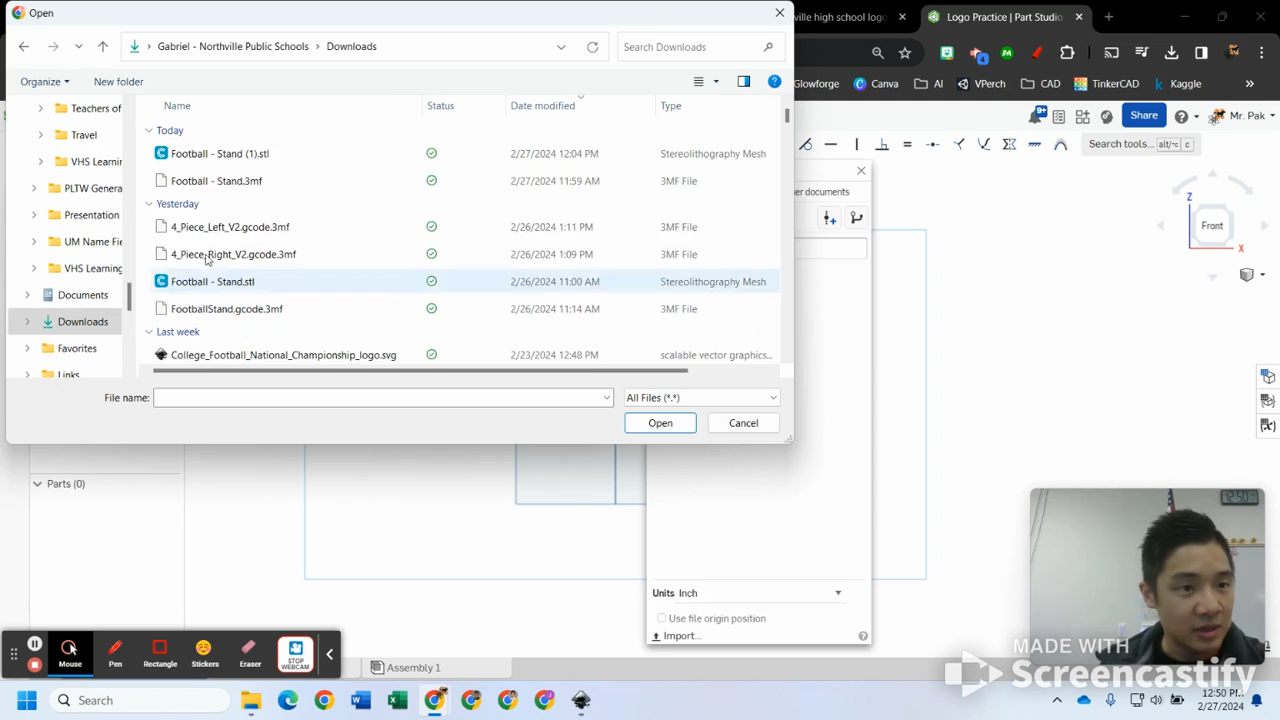 Open
ville high school logo
Logo Practice | Part Studio
Gabriel - Northville Public Schools > Downloads
Search Downloads
Glowforge
Canva
AI
VPerch
CAD
TinkerCAD
Kaggle
Organize
New folder
Share
Mr. Pak
Name
Status
Date modified
Type
Search tools...
alt/⌥
c
Teachers of
Travel
VHS Learnin
PLTW Genera
Presentation
UM Name Fi
VHS Learning
Documents
Downloads
Favorites
Links
Today
Football - Stand (1).stl
2/27/2024 12:04 PM
Stereolithography Mesh
Football - Stand.3mf
2/27/2024 11:59 AM
3MF File
Yesterday
4_Piece_Left_V2.gcode.3mf
2/26/2024 1:11 PM
3MF File
4_Piece_Right_V2.gcode.3mf
2/26/2024 1:09 PM
3MF File
Football - Stand.stl
2/26/2024 11:00 AM
Stereolithography Mesh
FootballStand.gcode.3mf
2/26/2024 11:14 AM
3MF File
Last week
College_Football_National_Championship_logo.svg
2/23/2024 12:48 PM
scalable vector graphics...
File name:
All Files (*.*)
Open
Cancel
her documents
Z
Front
X
Parts (0)
Units Inch
Use file origin position
Import...
Mouse
Pen
Rectangle
Stickers
Eraser
STOP
WEBCAM
Assembly 1
12:50
MADE WITH
Screencastify
Search
12:50 PM
2/27/2024